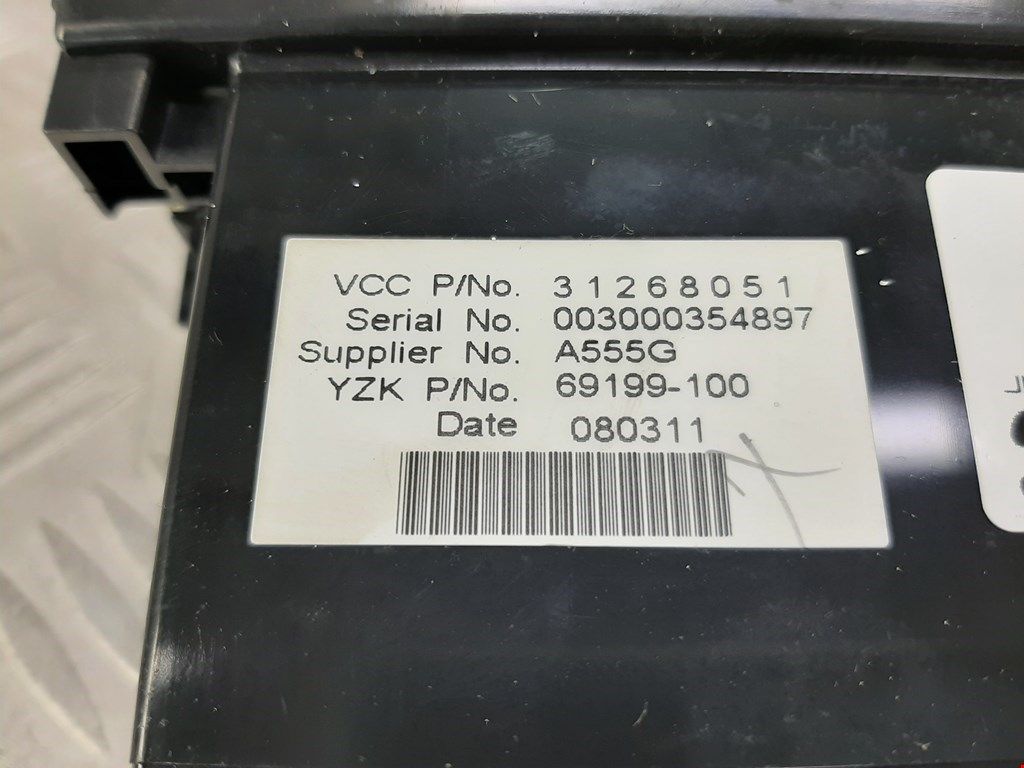 VCC P/No. 31268051
Serial No. 003000354897
Supplier No. A555G
YZK P/No. 69199-100
Date 080311